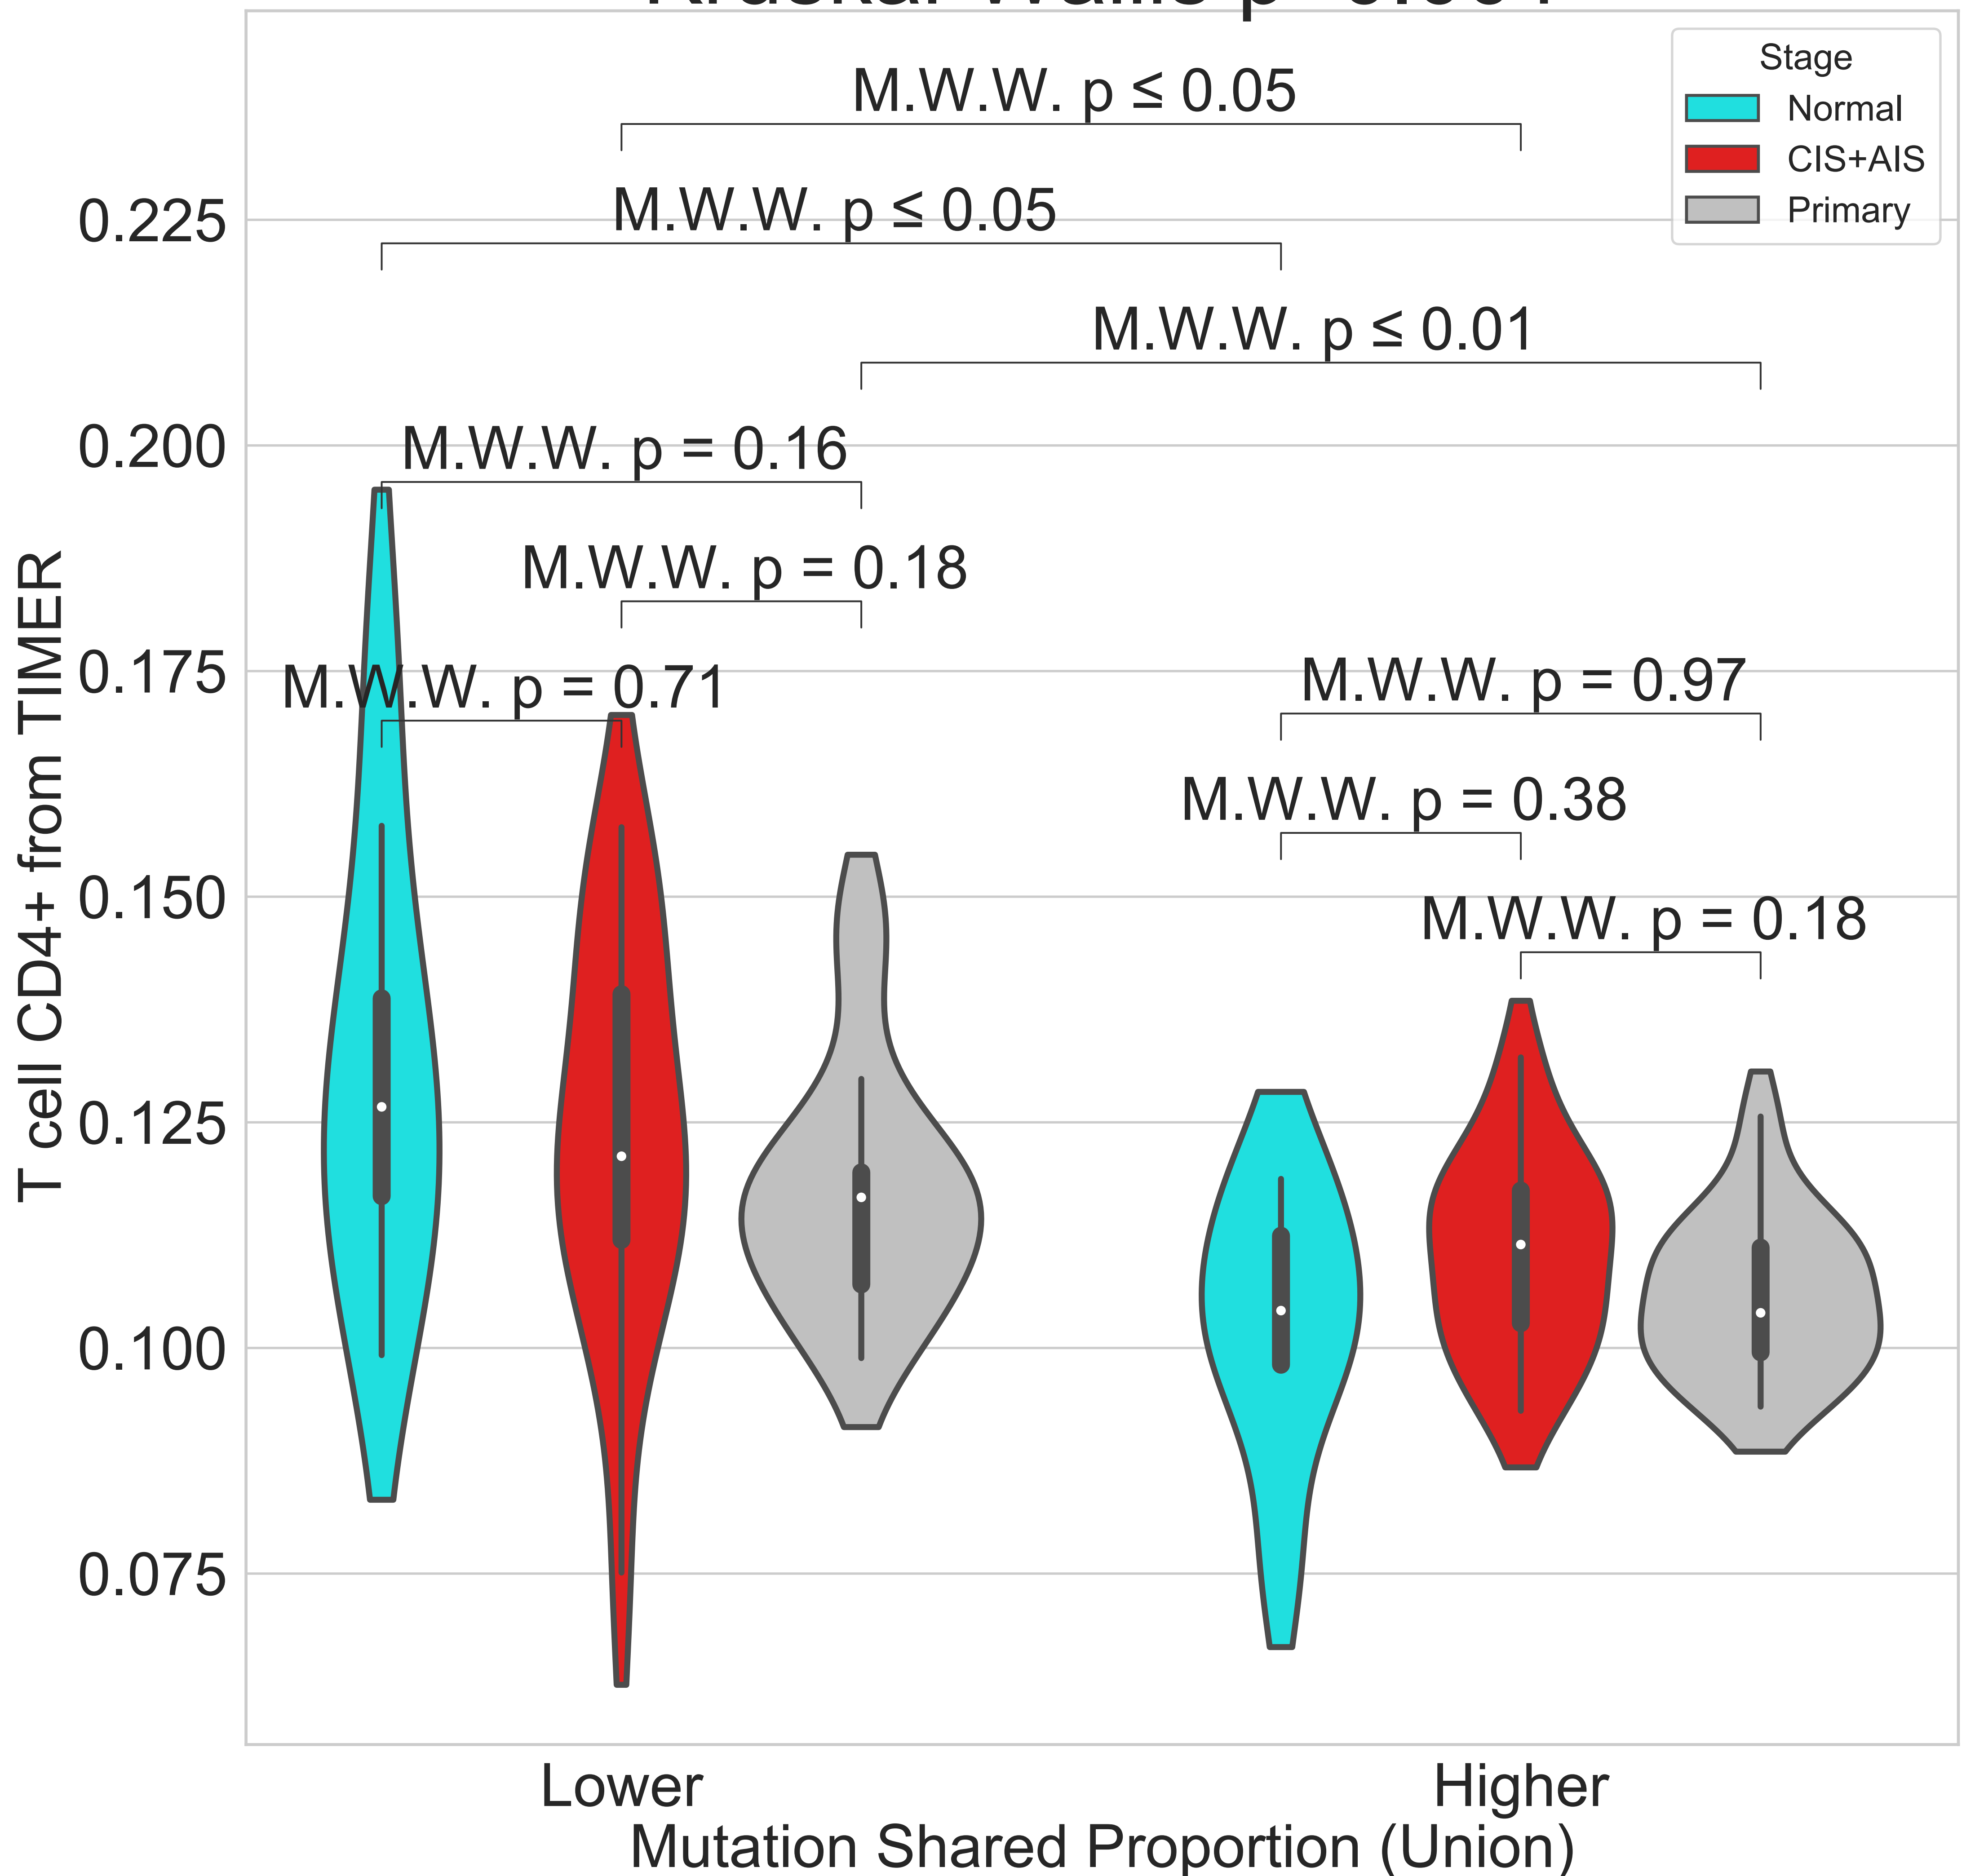 M.W.W. p ≤ 0.05
Stage
Normal
CIS+AIS
Primary
M.W.W. p ≤ 0.05
M.W.W. p ≤ 0.01
M.W.W. p = 0.16
M.W.W. p = 0.18
M.W.W. p = 0.71
M.W.W. p = 0.97
M.W.W. p = 0.38
M.W.W. p = 0.18
0.225
0.200
0.175
0.150
0.125
0.100
0.075
T cell CD4+ from TIMER
Lower
Higher
Mutation Shared Proportion (Union)